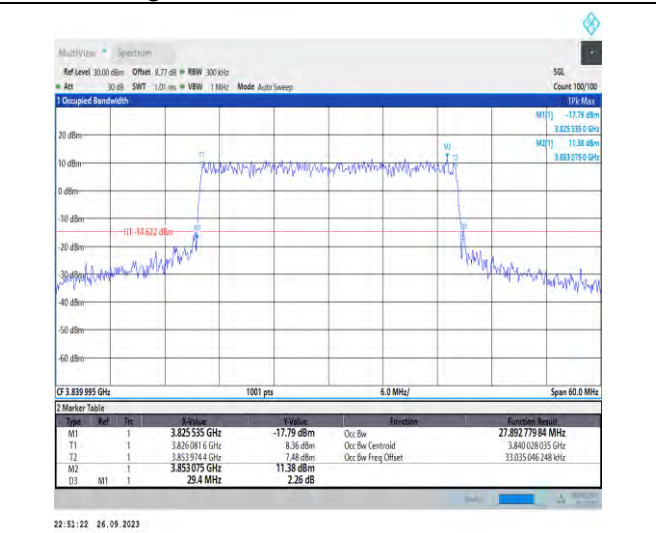 MultiView Spectrum
Ref Level 30.00 dBm Offset 8.77 dB RBW 300 kHz SGL
Att 30 dB SWT 1.01 ms VBW 1 MHz Mode Auto Sweep Count 100/100
1 Occupied Bandwidth 1Pk Max
M1[1] -17.79 dBm
3.825 535 0 GHz
M2[1] 11.38 dBm
3.853 075 0 GHz
20 dBm
10 dBm
0 dBm
-10 dBm
-20 dBm
-30 dBm
-40 dBm
-50 dBm
-60 dBm
T1
M2
T2
H1 -14.622 dBm
CF 3.839 995 GHz 1001 pts 6.0 MHz/ Span 60.0 MHz
2 Marker Table
Type Ref Trc X-Value Y-Value Function Function Result
M1 1 3.825 535 GHz -17.79 dBm Occ Bw 27.892 779 84 MHz
T1 1 3.826 081 6 GHz 8.36 dBm Occ Bw Centroid 3.840 028 035 GHz
T2 1 3.853 974 4 GHz 7.48 dBm Occ Bw Freq Offset 33.035 046 248 kHz
M2 1 3.853 075 GHz 11.38 dBm
D3 M1 1 29.4 MHz 2.26 dB
22:51:22 26.09.2023